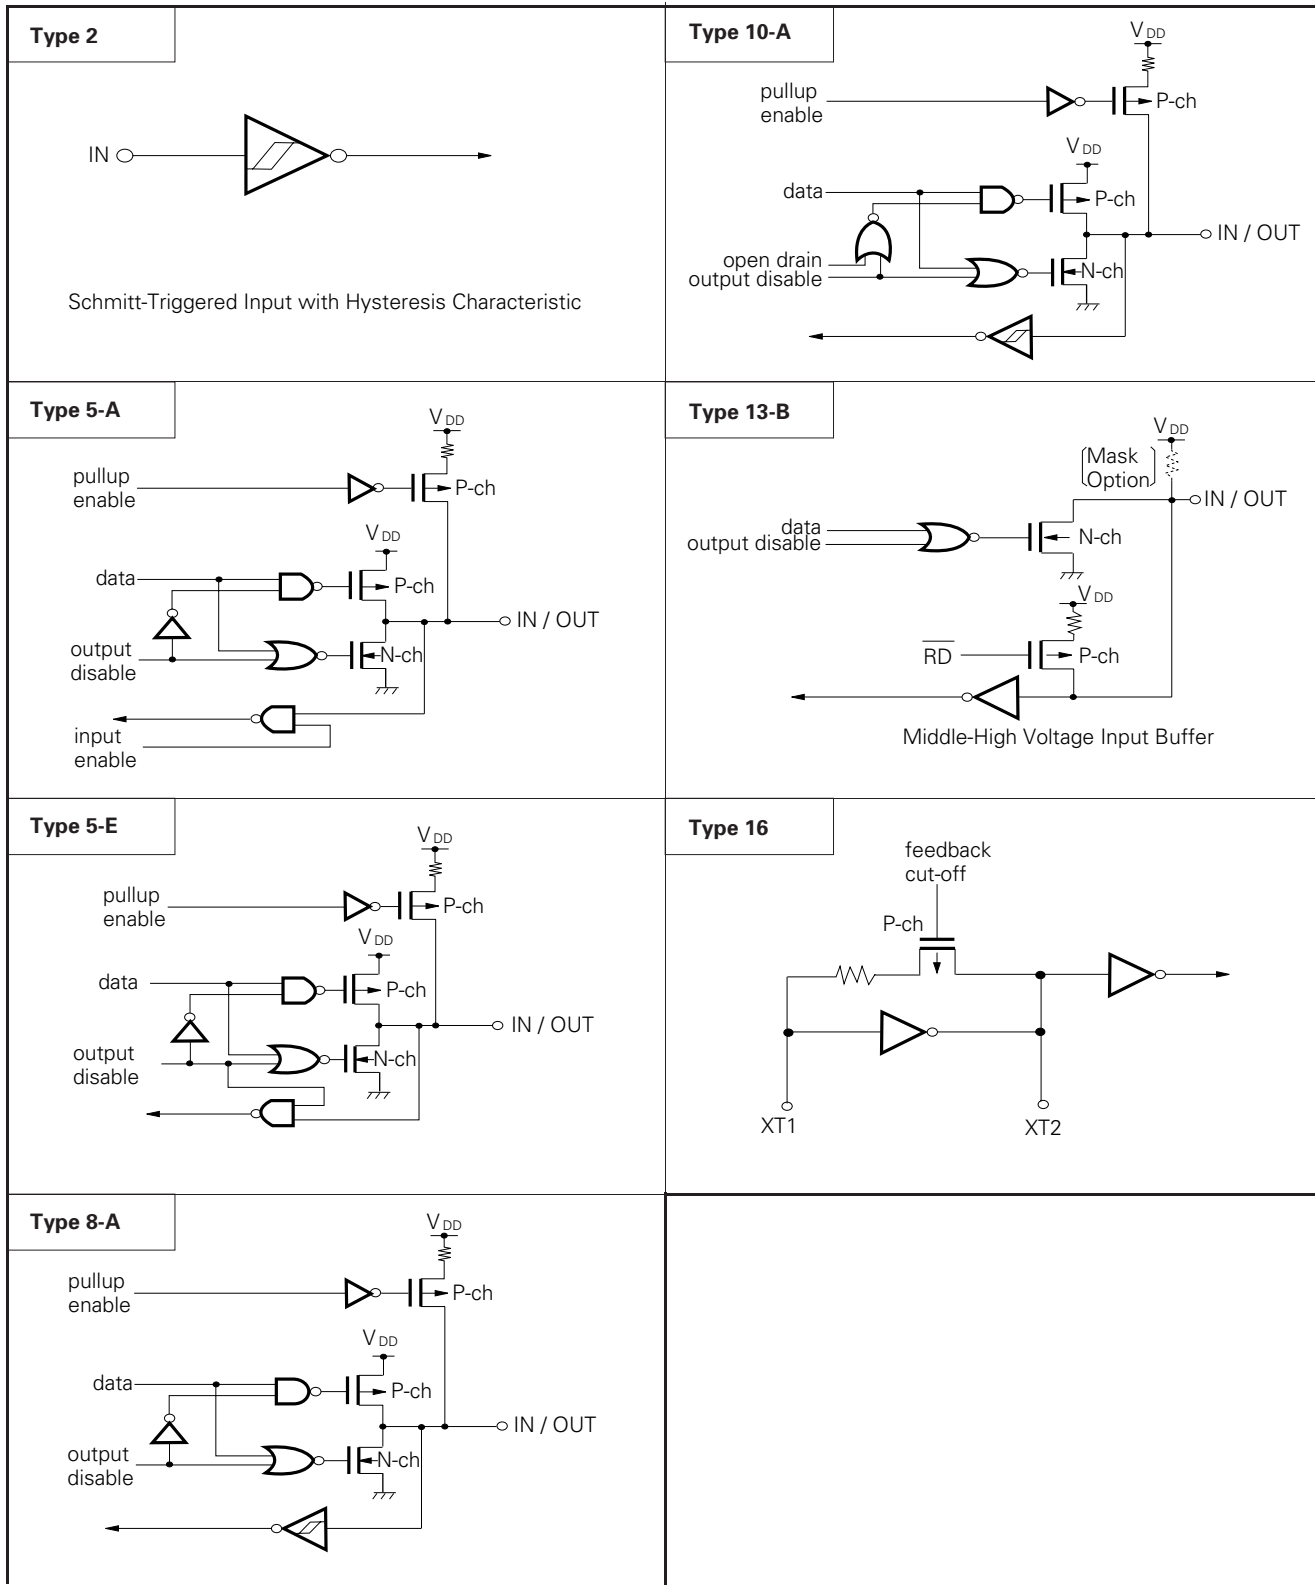 Type 2
IN
Schmitt-Triggered Input with Hysteresis Characteristic
Type 5-A
VDD
pullup
enable
P-ch
VDD
data
P-ch
IN / OUT
output
disable
N-ch
input
enable
Type 5-E
VDD
pullup
enable
P-ch
VDD
data
P-ch
IN / OUT
output
disable
N-ch
Type 8-A
VDD
pullup
enable
P-ch
VDD
data
P-ch
IN / OUT
output
disable
N-ch
Type 10-A
VDD
pullup
enable
P-ch
VDD
data
P-ch
IN / OUT
open drain
output disable
N-ch
Type 13-B
VDD
Mask
Option
IN / OUT
data
output disable
N-ch
VDD
RD
P-ch
Middle-High Voltage Input Buffer
Type 16
feedback
cut-off
P-ch
XT1
XT2